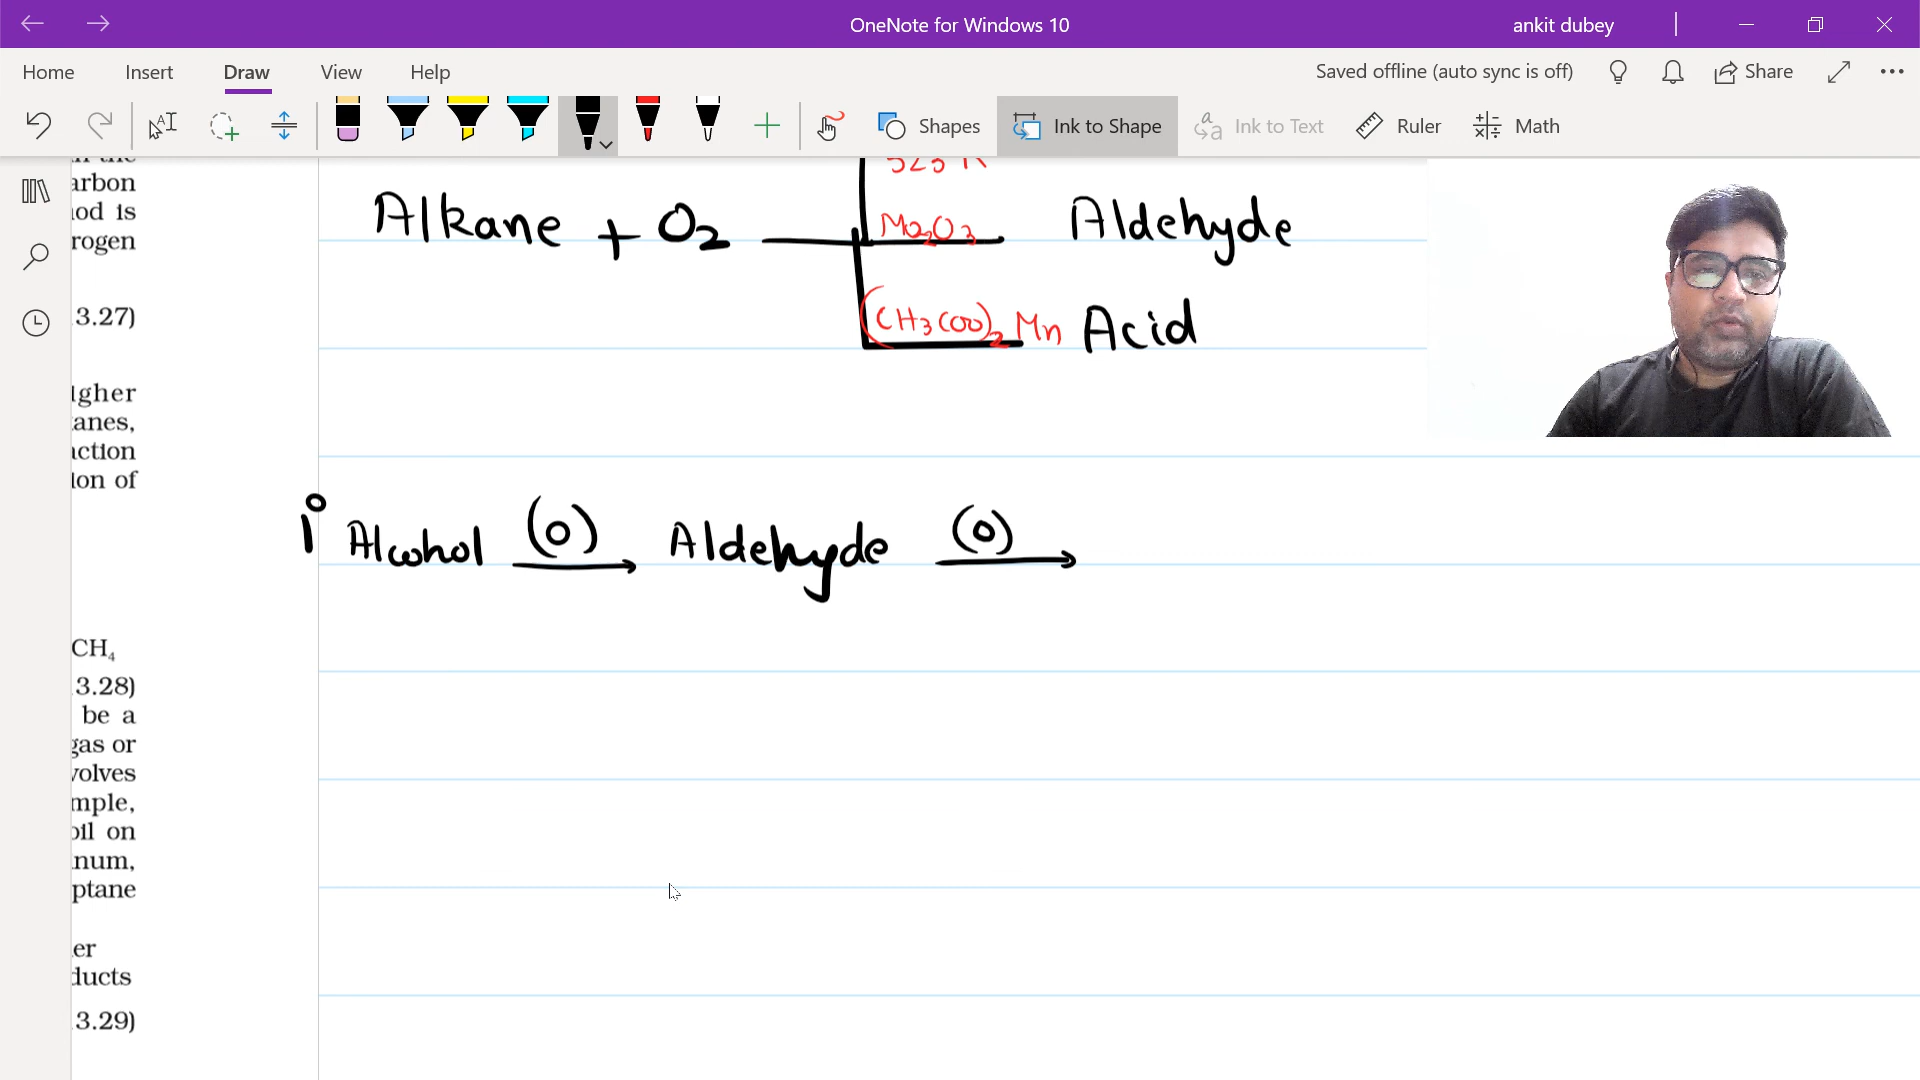 OneNote for Windows 10
ankit dubey
Home Insert Draw View Help
Saved offline (auto sync is off) Share
Shapes Ink to Shape Ink to Text Ruler Math
arbon
od is
rogen
3.27)
gher
anes,
action
ion of
CH₄
3.28)
be a
gas or
volves
mple,
oil on
num,
ptane
er
ducts
3.29)
523 K
Alkane + O₂ Mo₂O₃ Aldehyde
(CH₃COO)₂Mn Acid
1° Alcohol (O) → Aldehyde (O) →